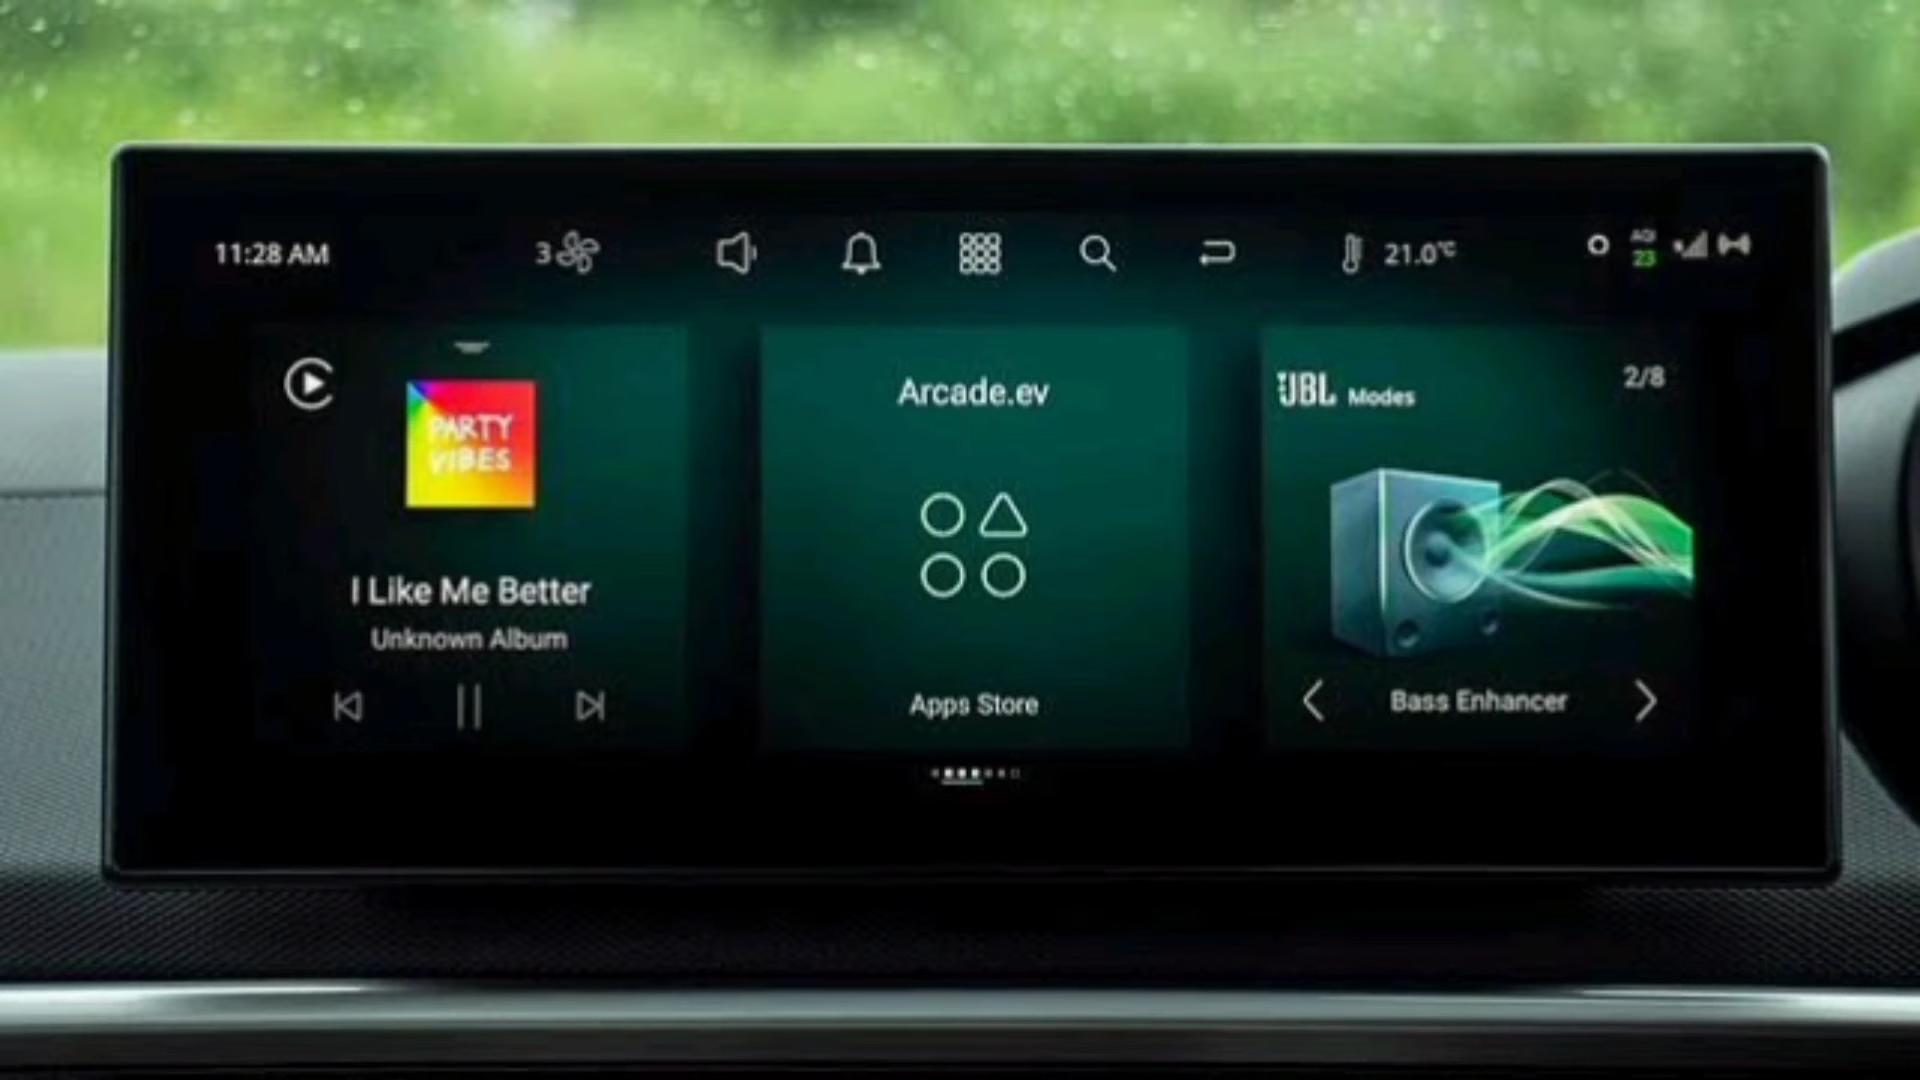 11:28 AM
3
21.0°C
AQI
23
PARTY
VIBES
I Like Me Better
Unknown Album
Arcade.ev
Apps Store
JBL Modes
2/8
Bass Enhancer